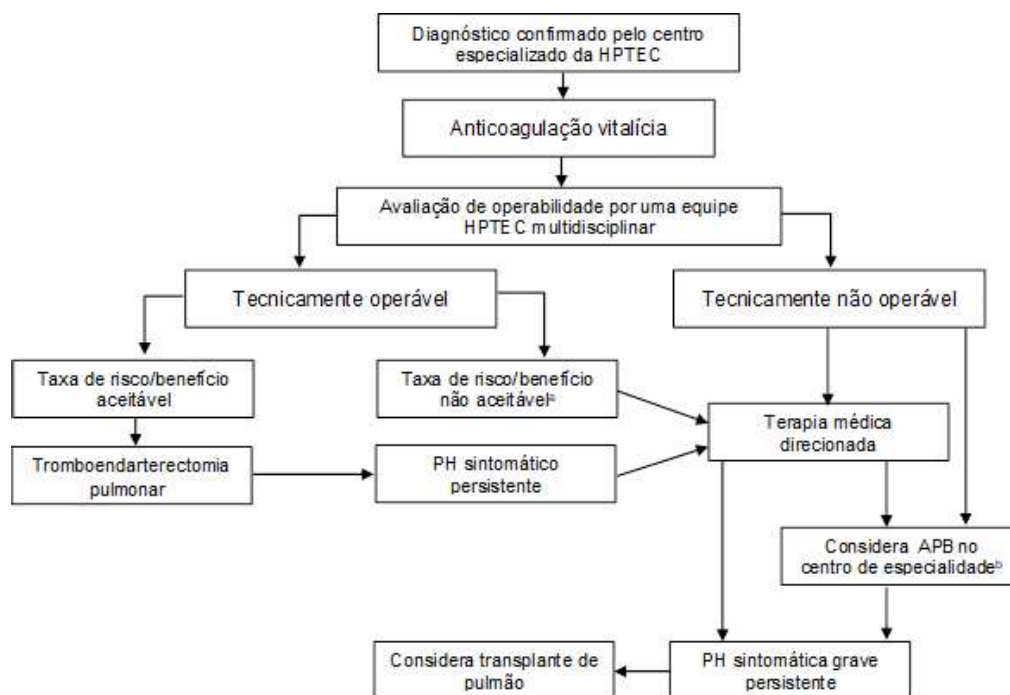 Diagnóstico confirmado pelo centro
especializado da HPTEC
Anticoagulação vitalícia
Avaliação de operabilidade por uma equipe
HPTEC multidisciplinar
Tecnicamente operável
Tecnicamente não operável
Taxa de risco/benefício
aceitável
Taxa de risco/benefício
não aceitávelª
Terapia médica
direcionada
Tromboendarterectomia
pulmonar
PH sintomático
persistente
Considera APB no
centro de especialidadeᵇ
Considera transplante de
pulmão
PH sintomática grave
persistente